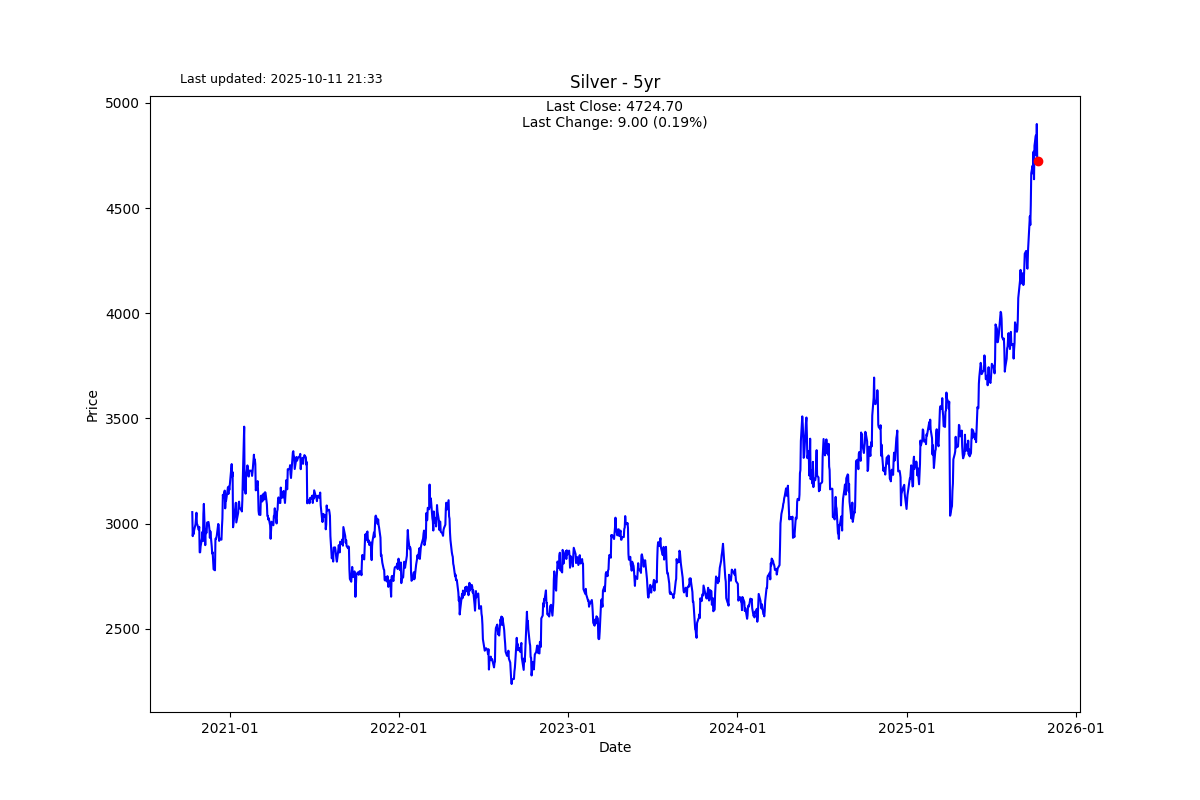 Last updated: 2025-10-11 21:33
Silver - 5yr
Last Close: 4724.70
Last Change: 9.00 (0.19%)
5000
4500
4000
3500
3000
2500
Price
2021-01
2022-01
2023-01
2024-01
2025-01
2026-01
Date